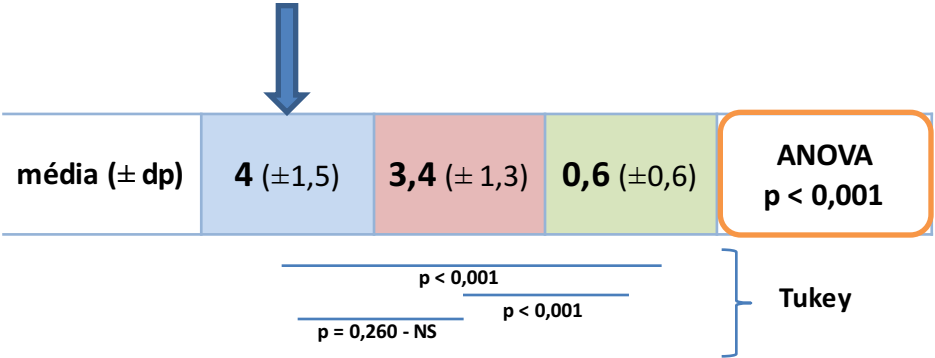 média (± dp)
4 (±1,5)
3,4 (± 1,3)
0,6 (±0,6)
ANOVA
p < 0,001
p < 0,001
p < 0,001
p = 0,260 - NS
Tukey